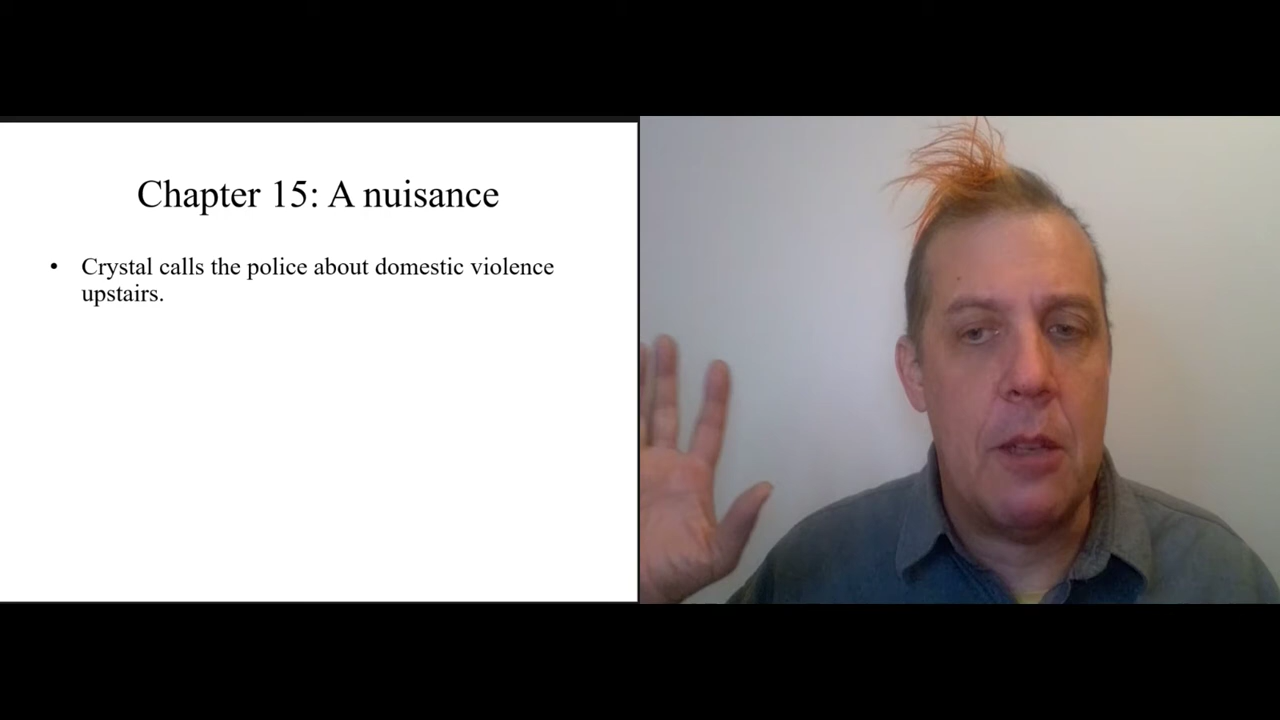 Chapter 15: A nuisance
• Crystal calls the police about domestic violence
upstairs.